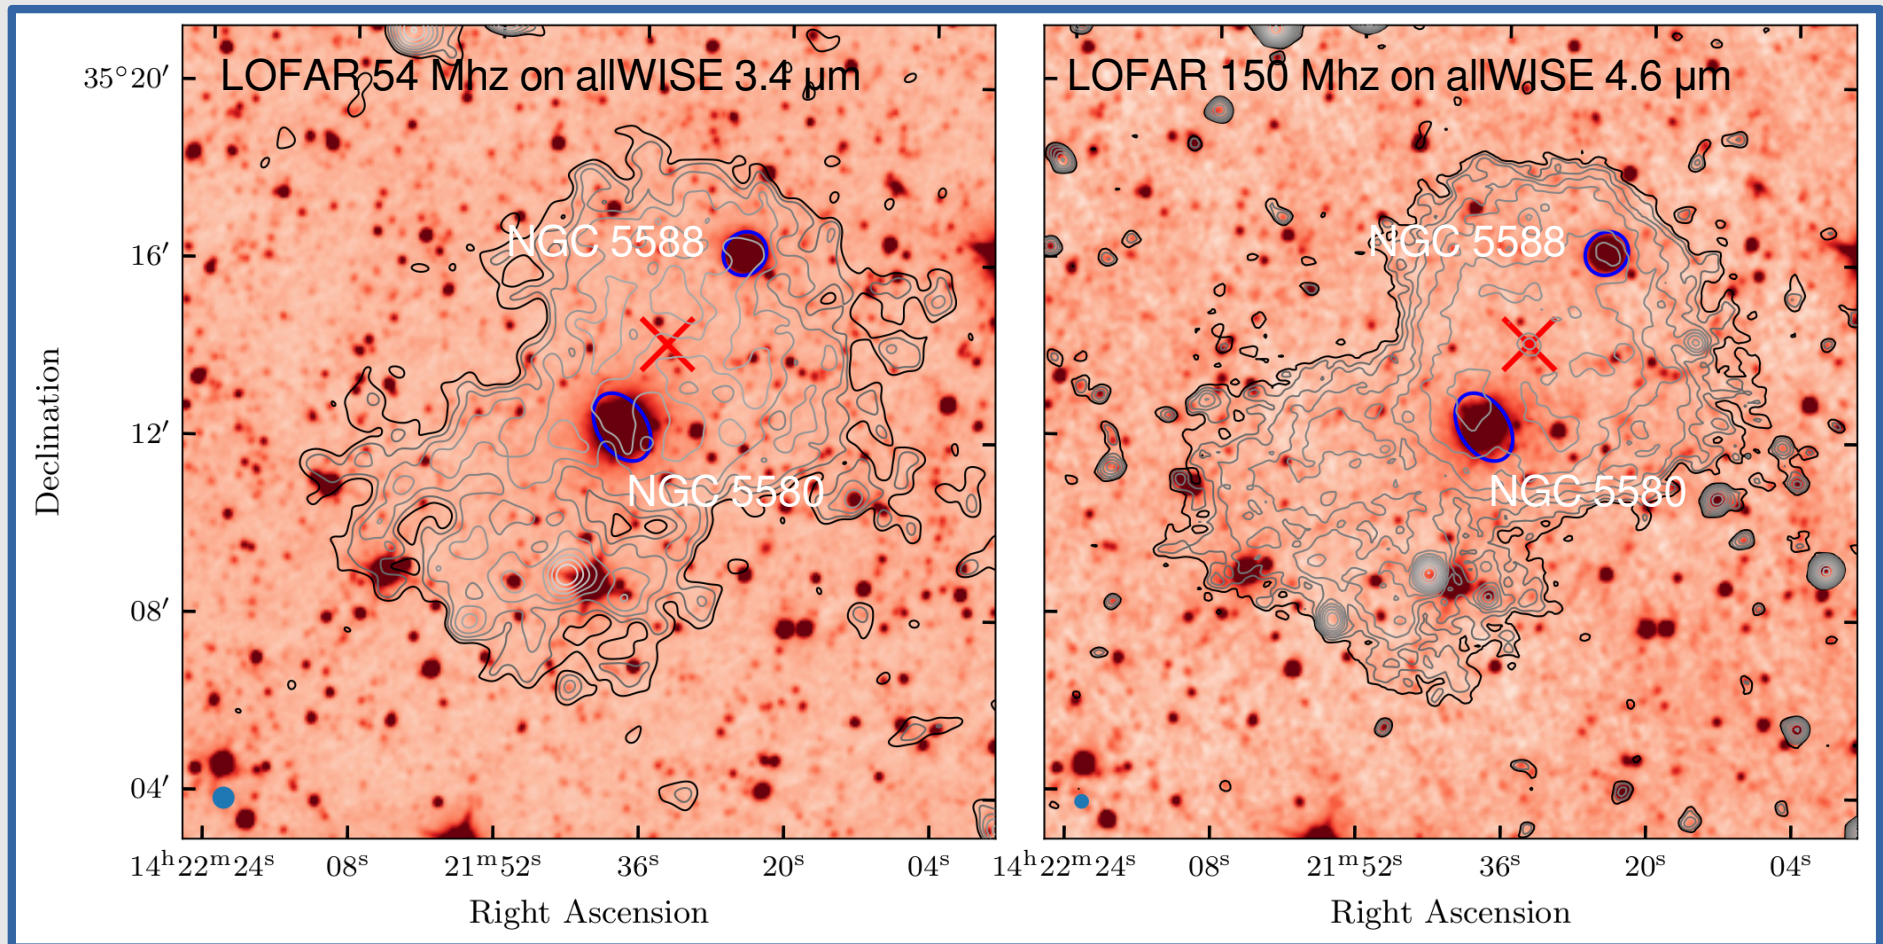 LOFAR 54 Mhz on allWISE 3.4 µm
LOFAR 150 Mhz on allWISE 4.6 µm
35°20′
16′
12′
08′
04′
Declination
NGC 5588
NGC 5580
NGC 5588
NGC 5580
14ʰ22ᵐ24ˢ 08ˢ 21ᵐ52ˢ 36ˢ 20ˢ 04ˢ
14ʰ22ᵐ24ˢ 08ˢ 21ᵐ52ˢ 36ˢ 20ˢ 04ˢ
Right Ascension
Right Ascension